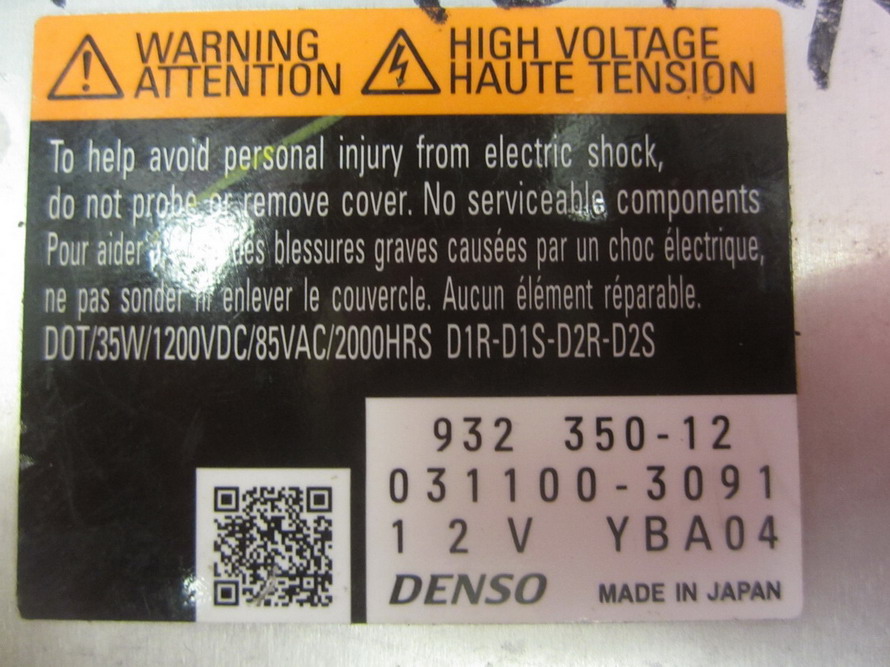 WARNING
ATTENTION
HIGH VOLTAGE
HAUTE TENSION
To help avoid personal injury from electric shock,
do not probe or remove cover. No serviceable components
Pour aider des blessures graves causées par un choc électrique,
ne pas sonder ni enlever le couvercle. Aucun élément réparable.
DOT/35W/1200VDC/85VAC/2000HRS D1R-D1S-D2R-D2S
932 350-12
031100-3091
12V YBA04
DENSO MADE IN JAPAN